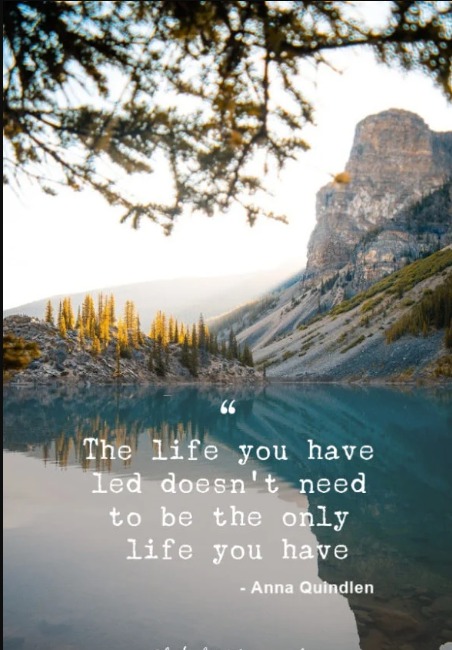 “
The life you have
led doesn't need
to be the only
life you have
- Anna Quindlen